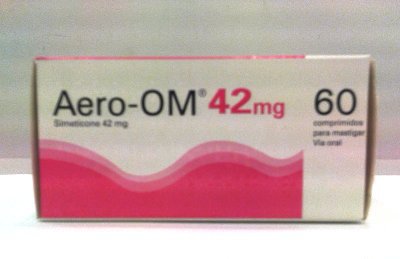 Aero-OM® 42mg
Simeticone 42 mg
60
comprimidos
para mastigar
Via oral